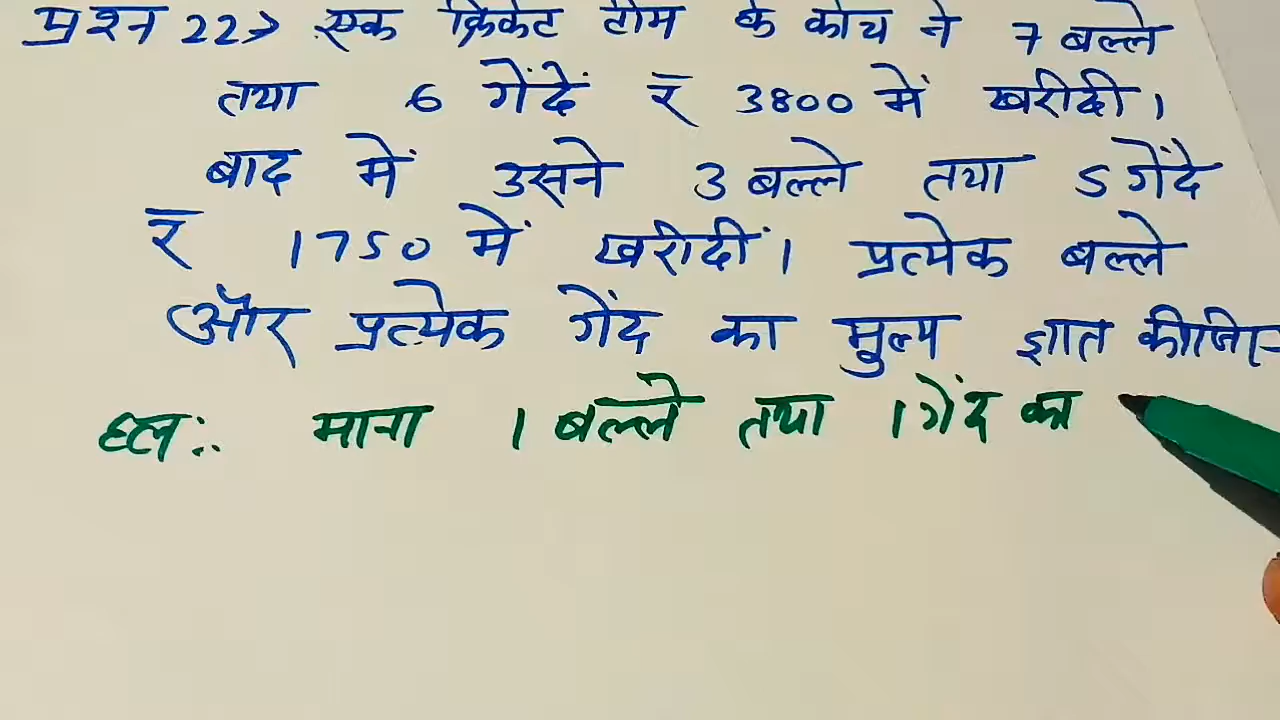 प्रश्न 22> एक क्रिकेट टीम के कोच ने 7 बल्ले
तथा 6 गेंदें ₹ 3800 में खरीदी।
बाद में उसने 3 बल्ले तथा 5 गेंदे
₹ 1750 में खरीदीं। प्रत्येक बल्ले
और प्रत्येक गेंद का मुल्य ज्ञात कीजि-
हल:. माना 1 बल्ले तथा 1 गेंद का